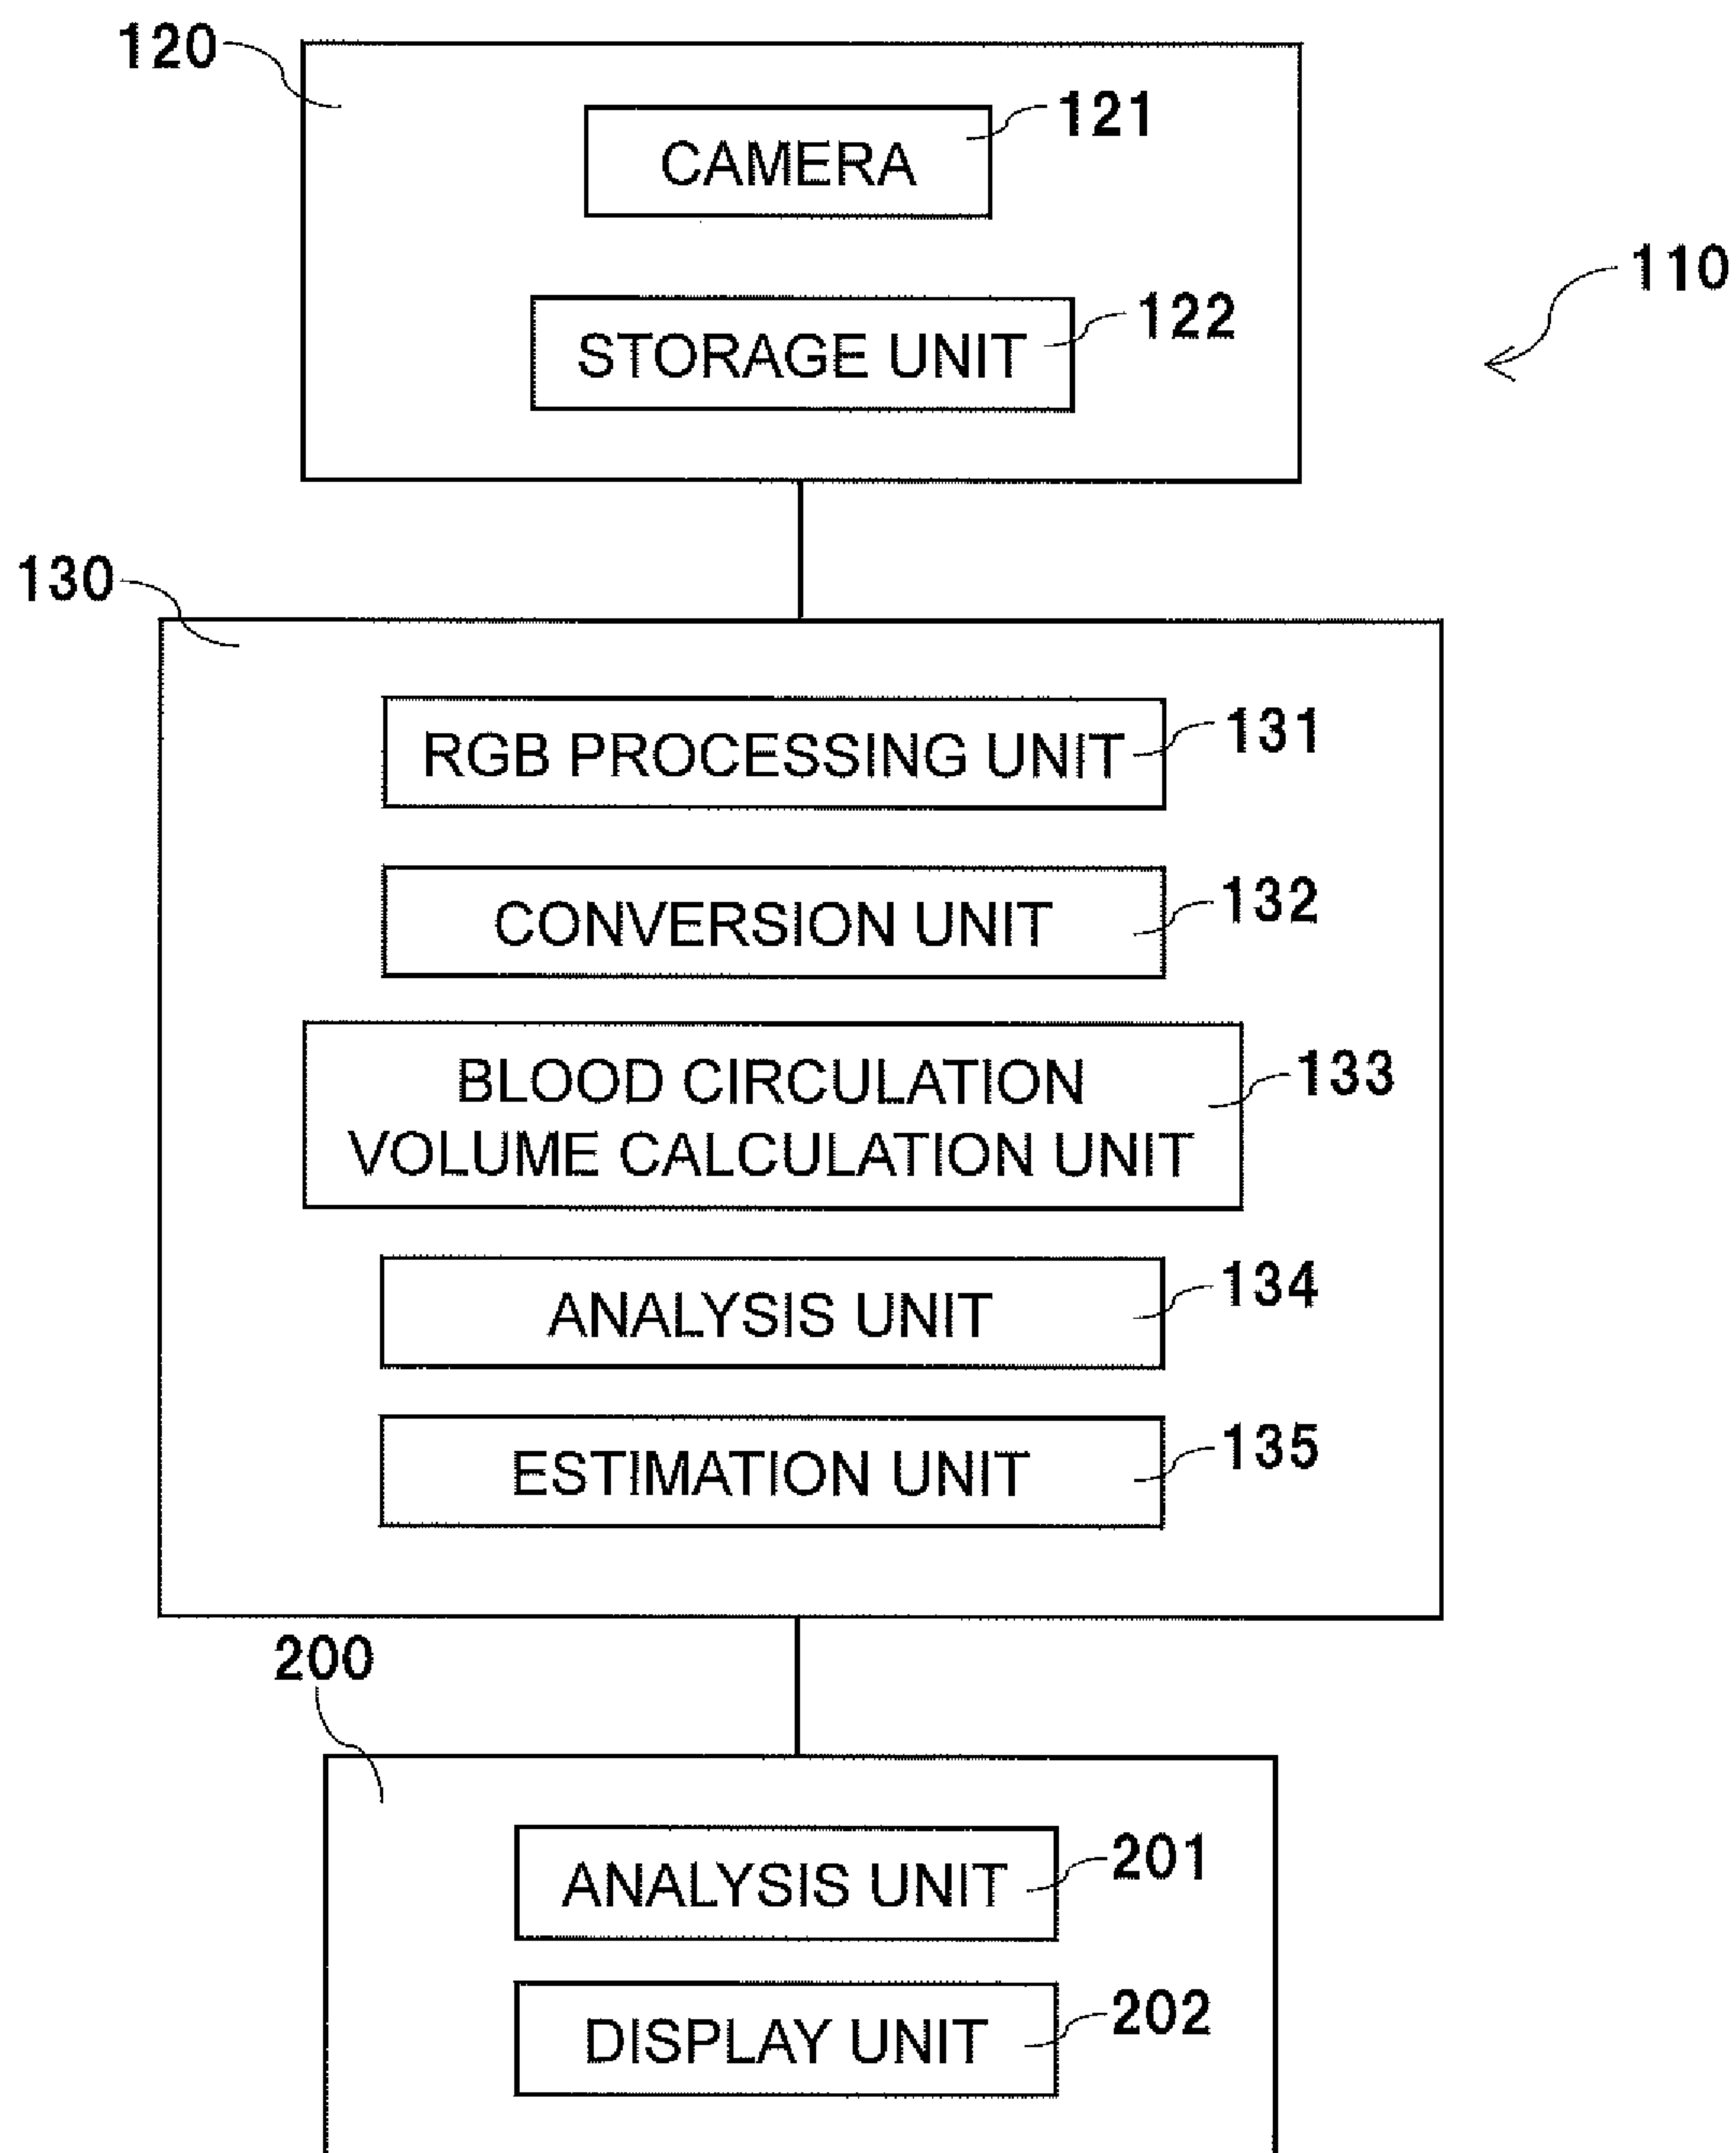 120
CAMERA
121
110
STORAGE UNIT
122
130
RGB PROCESSING UNIT
131
CONVERSION UNIT
132
BLOOD CIRCULATION
VOLUME CALCULATION UNIT
133
ANALYSIS UNIT
134
ESTIMATION UNIT
135
200
ANALYSIS UNIT
201
DISPLAY UNIT
202